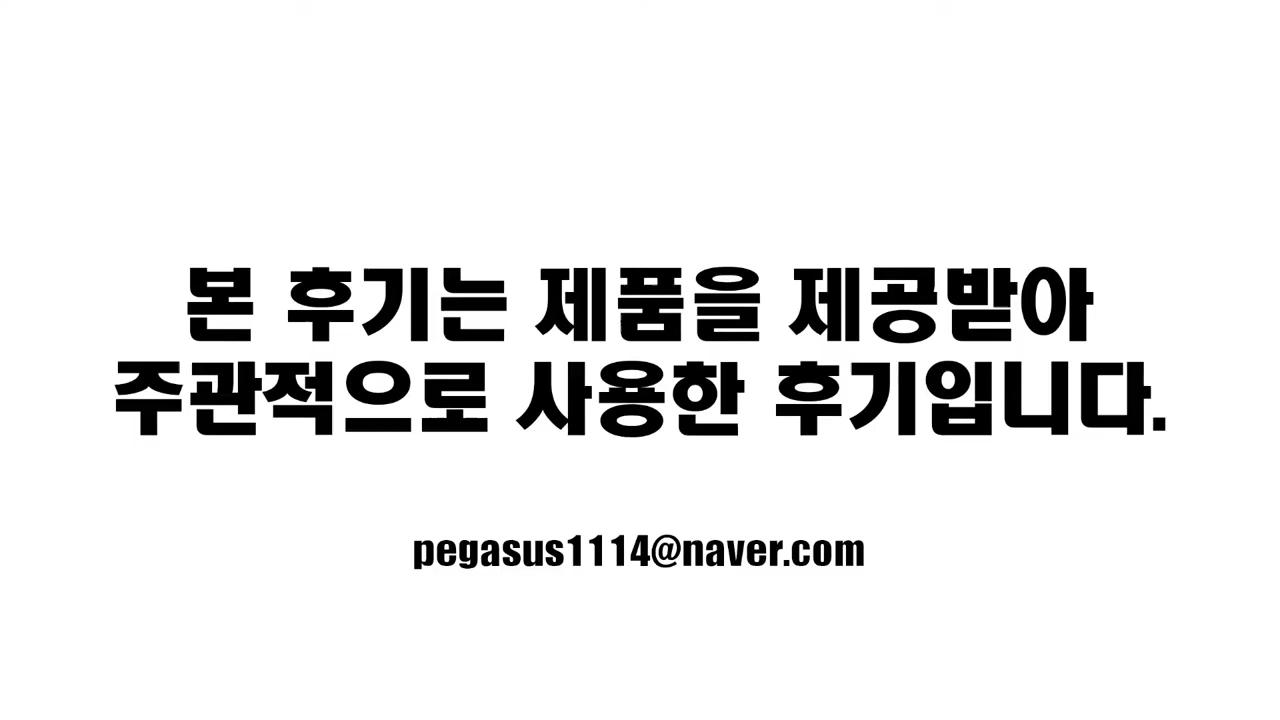 본 후기는 제품을 제공받아
주관적으로 사용한 후기입니다.
pegasus1114@naver.com